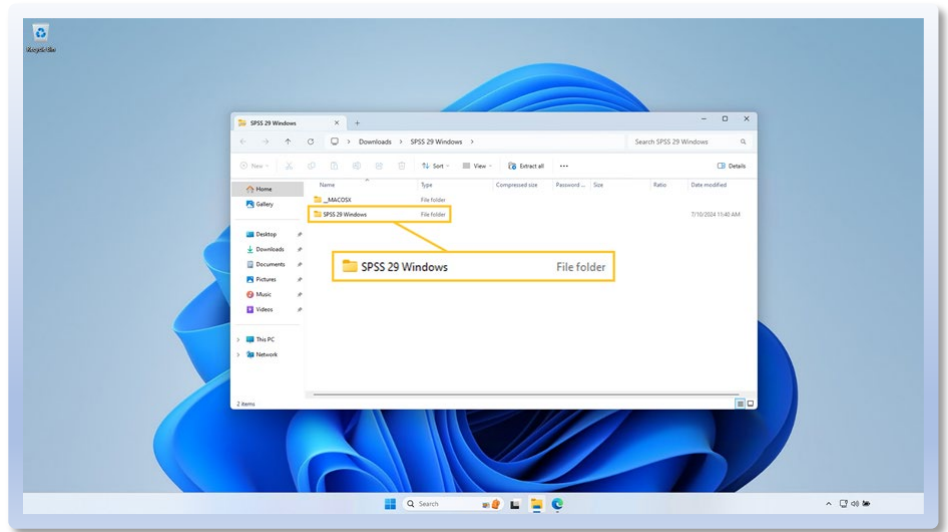 Recycle Bin
SPSS 29 Windows
Downloads > SPSS 29 Windows >
Search SPSS 29 Windows
New
Sort
View
Extract all
Details
Name Type Compressed size Password ... Size Ratio Date modified
Home
__MACOSX File folder
Gallery
SPSS 29 Windows File folder 7/10/2024 11:40 AM
Desktop
Downloads
Documents
SPSS 29 Windows File folder
Pictures
Music
Videos
This PC
Network
2 items
Search